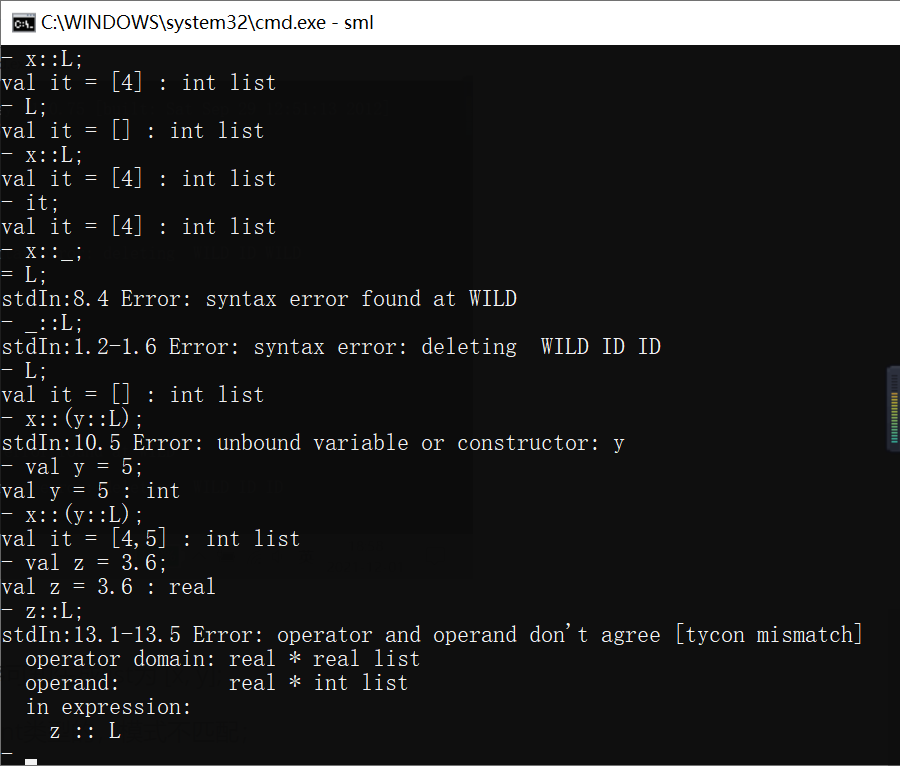 C:\WINDOWS\system32\cmd.exe - sml
- x::L;
val it = [4] : int list
- L;
val it = [] : int list
- x::L;
val it = [4] : int list
- it;
val it = [4] : int list
- x::_;
= L;
stdIn:8.4 Error: syntax error found at WILD
- _::L;
stdIn:1.2-1.6 Error: syntax error: deleting  WILD ID ID
- L;
val it = [] : int list
- x::(y::L);
stdIn:10.5 Error: unbound variable or constructor: y
- val y = 5;
val y = 5 : int
- x::(y::L);
val it = [4,5] : int list
- val z = 3.6;
val z = 3.6 : real
- z::L;
stdIn:13.1-13.5 Error: operator and operand don't agree [tycon mismatch]
  operator domain: real * real list
  operand:         real * int list
  in expression:
    z :: L
-